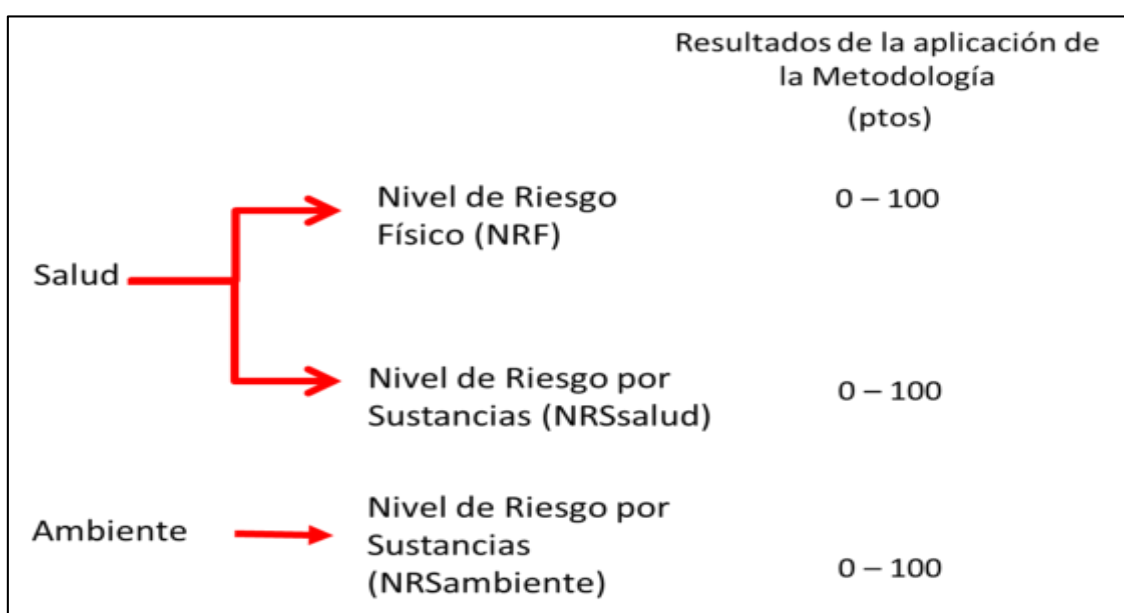 Resultados de la aplicación de
la Metodología
(ptos)
Salud
Nivel de Riesgo
Físico (NRF)
0 – 100
Nivel de Riesgo por
Sustancias (NRSsalud)
0 – 100
Ambiente
Nivel de Riesgo por
Sustancias
(NRSambiente)
0 – 100